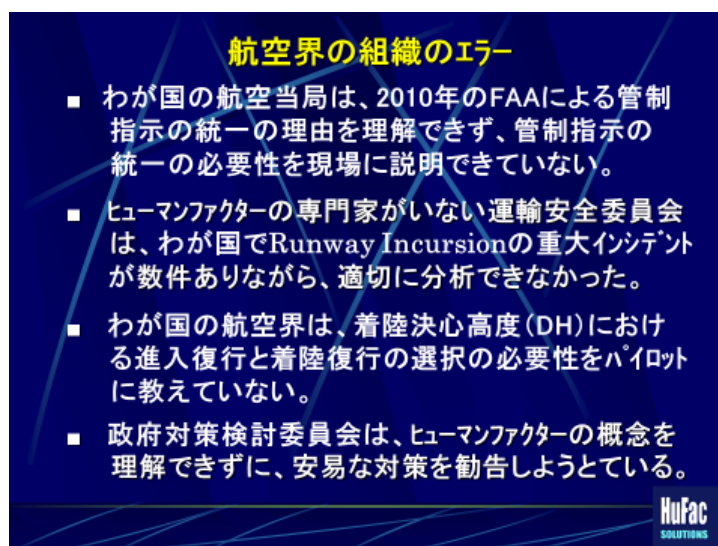 航空界の組織のエラー
■ わが国の航空当局は、2010年のFAAによる管制
指示の統一の理由を理解できず、管制指示の
統一の必要性を現場に説明できていない。
■ ヒューマンファクターの専門家がいない運輸安全委員会
は、わが国でRunway Incursionの重大インシデント
が数件ありながら、適切に分析できなかった。
■ わが国の航空界は、着陸決心高度(DH)におけ
る進入復行と着陸復行の選択の必要性をパイロット
に教えていない。
■ 政府対策検討委員会は、ヒューマンファクターの概念を
理解できずに、安易な対策を勧告しようとている。
HuFac
SOLUTIONS